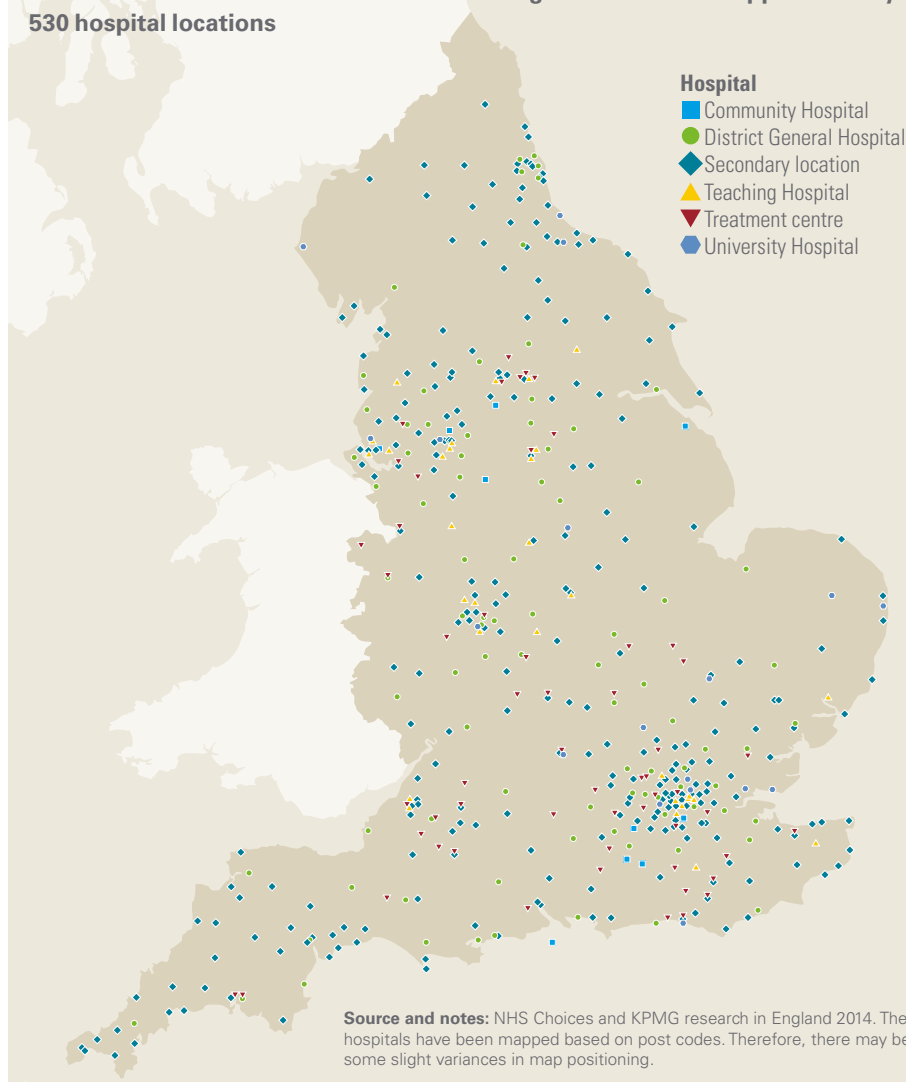 530 hospital locations
Hospital
Community Hospital
District General Hospital
Secondary location
Teaching Hospital
Treatment centre
University Hospital
Source and notes: NHS Choices and KPMG research in England 2014. The
hospitals have been mapped based on post codes. Therefore, there may be
some slight variances in map positioning.